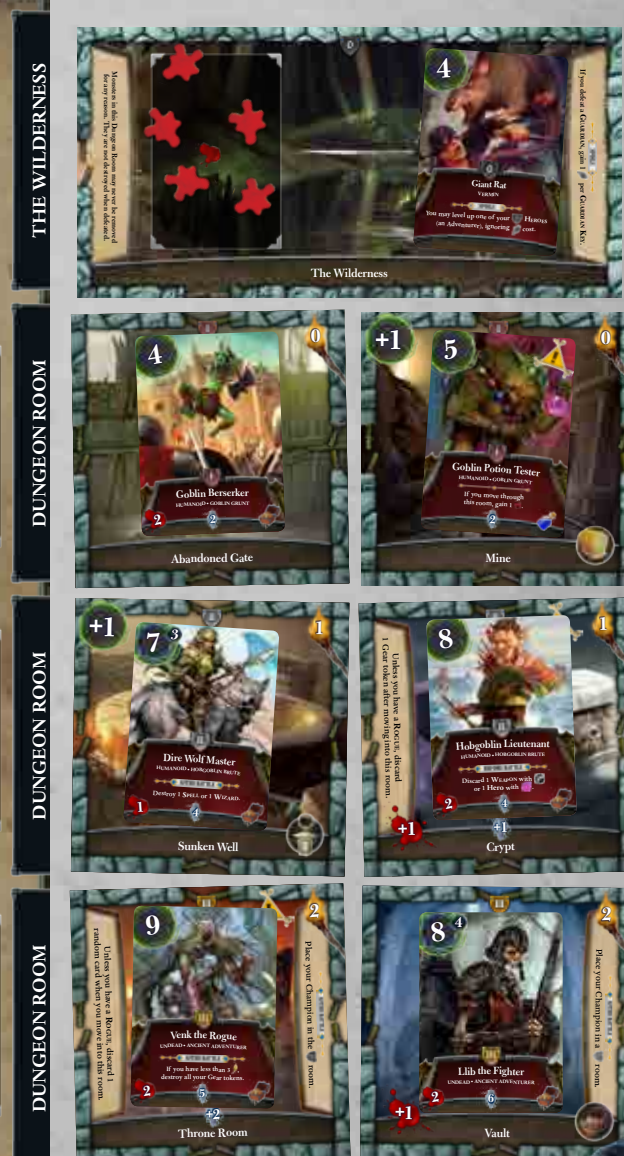 THE WILDERNESS
Monsters in this Dungeon Room may never be removed
for any reason. They are not destroyed when defeated.
D
4
Giant Rat
VERMIN
SPOILS
You may level up one of your HEROES
(an Adventurer), ignoring cost.
If you defeat a GUARDIAN, gain 1 per GUARDIAN KEY.
The Wilderness
DUNGEON ROOM
0
4
Goblin Berserker
HUMANOID • GOBLIN GRUNT
2
2
Abandoned Gate
+1
0
5
Goblin Potion Tester
HUMANOID • GOBLIN GRUNT
If you move through
this room, gain 1
2
Mine
DUNGEON ROOM
+1
1
7 3
II
Dire Wolf Master
HUMANOID • HOBGOBLIN BRUTE
Destroy 1 SPELL or 1 WIZARD.
1
4
Sunken Well
1
Unless you have a ROGUE, discard
1 Gear token after moving into this room.
8
II
Hobgoblin Lieutenant
HUMANOID • HOBGOBLIN BRUTE
Discard 1 WEAPON with
or 1 Hero with
2
4
+1
+1
Crypt
DUNGEON ROOM
III
2
Unless you have a ROGUE, discard 1
random card when you move into this room.
9
III
Venk the Rogue
UNDEAD • ANCIENT ADVENTURER
If you have less than 3
destroy all your Gear tokens.
2
5
+2
Place your Champion in the room.
Throne Room
III
2
8 4
III
Llib the Fighter
UNDEAD • ANCIENT ADVENTURER
2
6
+1
Place your Champion in a room.
Vault